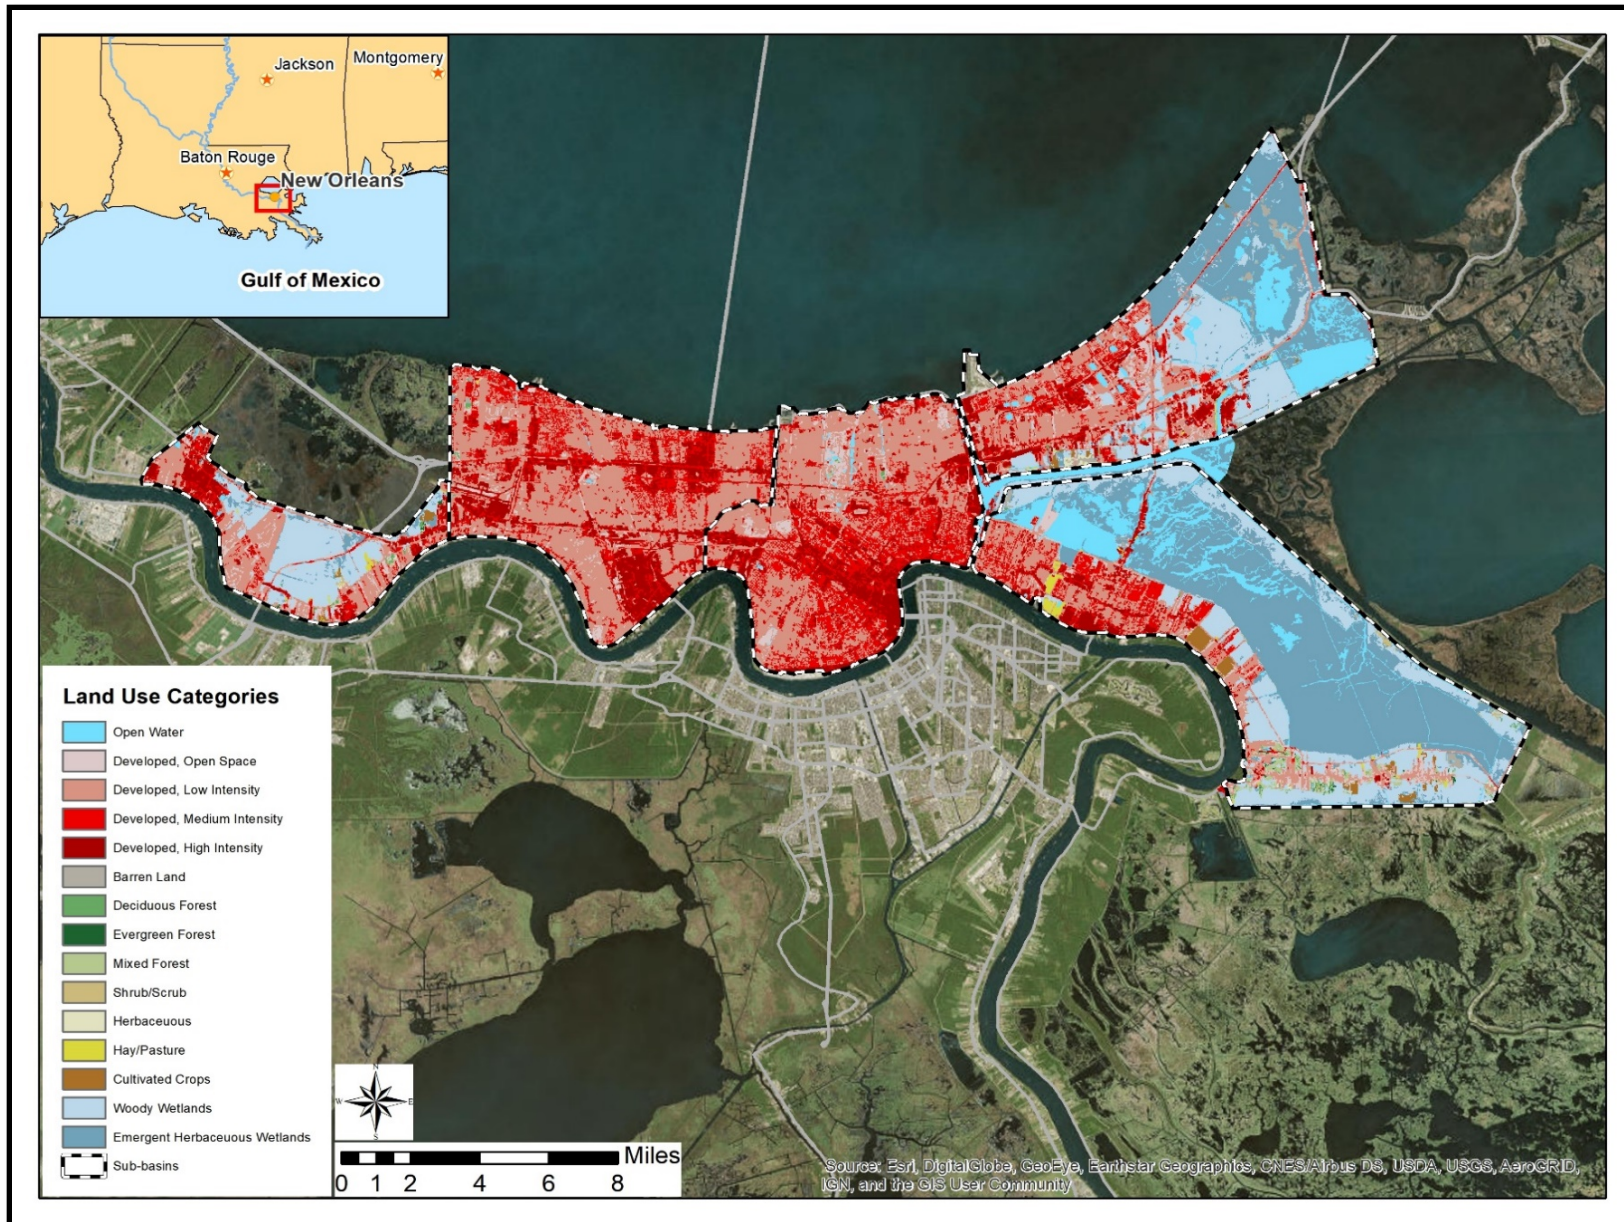 Jackson
Montgomery
Baton Rouge
New Orleans
Gulf of Mexico
Land Use Categories
Open Water
Developed, Open Space
Developed, Low Intensity
Developed, Medium Intensity
Developed, High Intensity
Barren Land
Deciduous Forest
Evergreen Forest
Mixed Forest
Shrub/Scrub
Herbaceuous
Hay/Pasture
Cultivated Crops
Woody Wetlands
Emergent Herbaceuous Wetlands
Sub-basins
N
W E
S
Miles
0 1 2 4 6 8
Source: Esri, DigitalGlobe, GeoEye, Earthstar Geographics, CNES/Airbus DS, USDA, USGS, AeroGRID,
IGN, and the GIS User Community